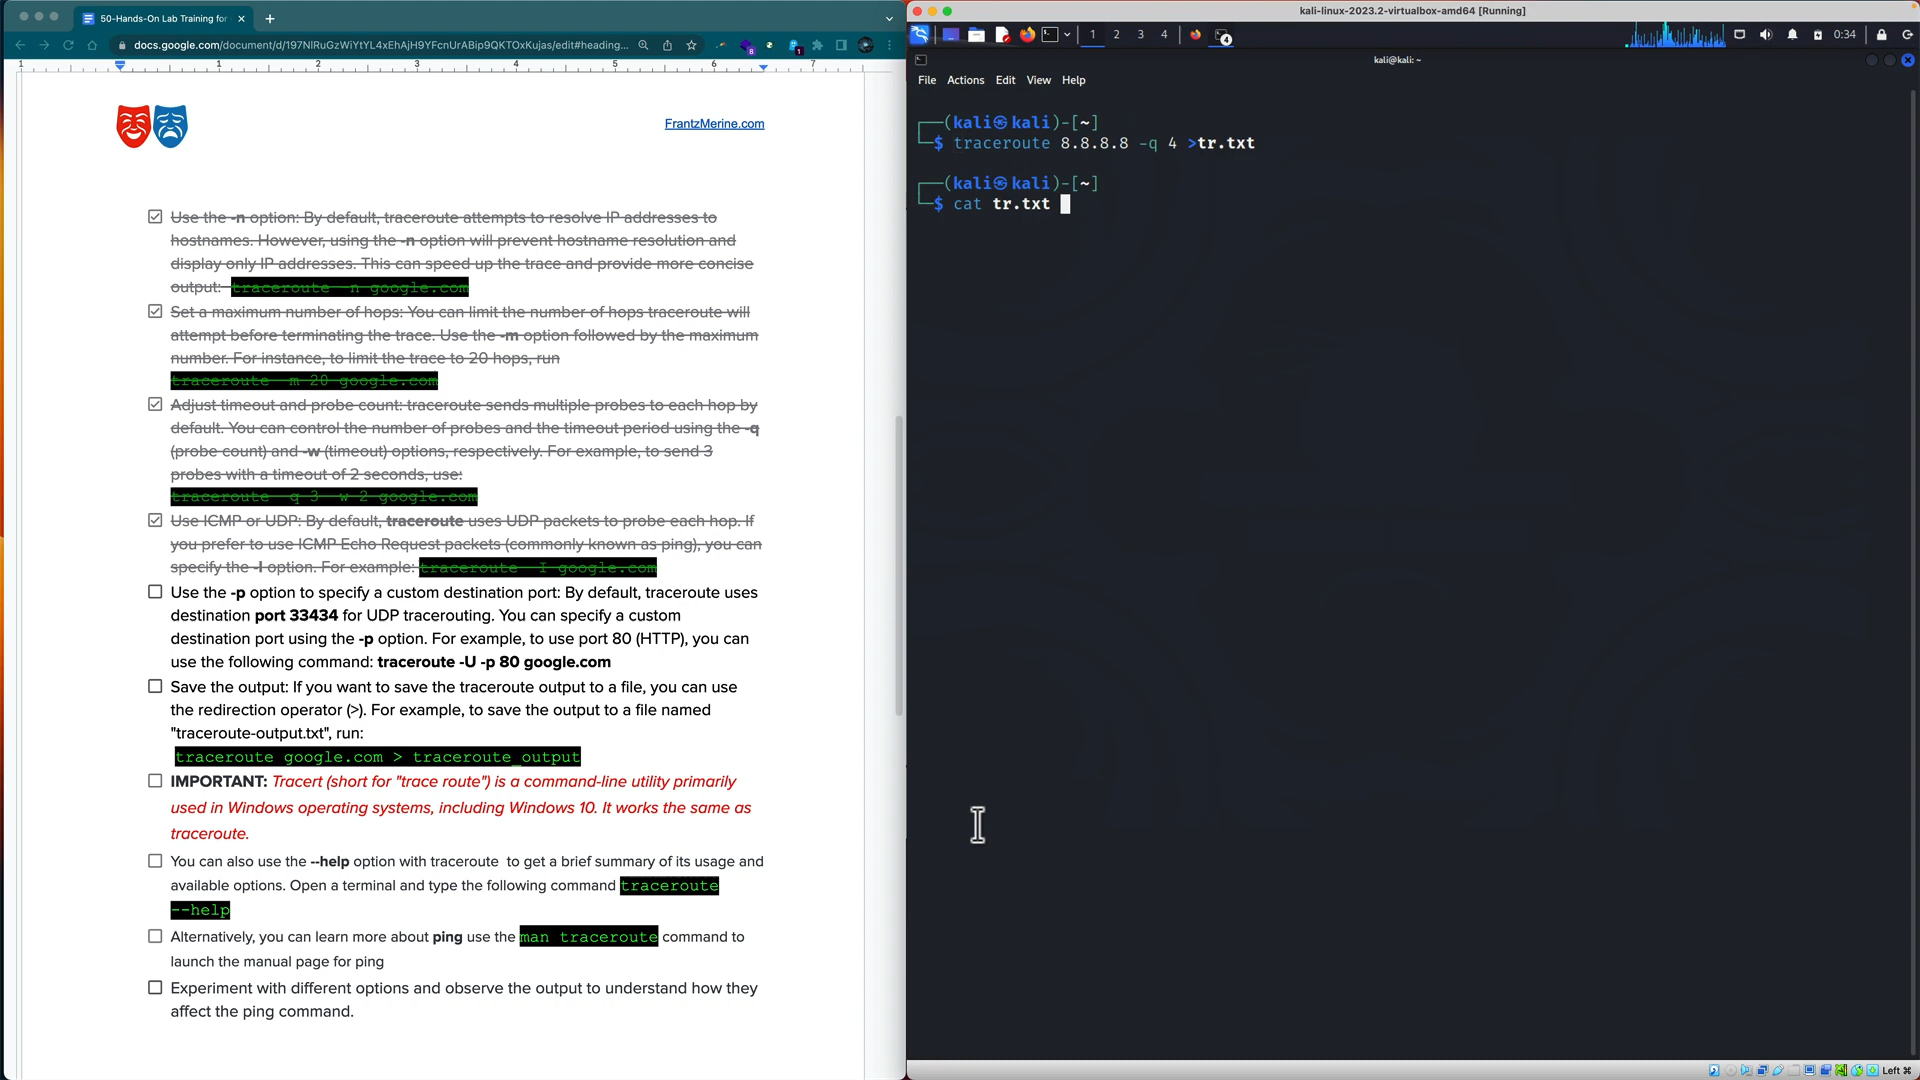 50-Hands-On Lab Training for
docs.google.com/document/d/197NlRuGzWiYtYL4xEhAjH9YFcnUrABip9QKTOxKujas/edit#heading...
1 1 2 3 4 5 6 7
FrantzMerine.com
Use the -n option: By default, traceroute attempts to resolve IP addresses to
hostnames. However, using the -n option will prevent hostname resolution and
display only IP addresses. This can speed up the trace and provide more concise
output: traceroute -n google.com
Set a maximum number of hops: You can limit the number of hops traceroute will
attempt before terminating the trace. Use the -m option followed by the maximum
number. For instance, to limit the trace to 20 hops, run
traceroute -m 20 google.com
Adjust timeout and probe count: traceroute sends multiple probes to each hop by
default. You can control the number of probes and the timeout period using the -q
(probe count) and -w (timeout) options, respectively. For example, to send 3
probes with a timeout of 2 seconds, use:
traceroute -q 3 -w 2 google.com
Use ICMP or UDP: By default, traceroute uses UDP packets to probe each hop. If
you prefer to use ICMP Echo Request packets (commonly known as ping), you can
specify the -I option. For example: traceroute -I google.com
Use the -p option to specify a custom destination port: By default, traceroute uses
destination port 33434 for UDP tracerouting. You can specify a custom
destination port using the -p option. For example, to use port 80 (HTTP), you can
use the following command: traceroute -U -p 80 google.com
Save the output: If you want to save the traceroute output to a file, you can use
the redirection operator (>). For example, to save the output to a file named
"traceroute-output.txt", run:
traceroute google.com > traceroute_output
IMPORTANT: Tracert (short for "trace route") is a command-line utility primarily
used in Windows operating systems, including Windows 10. It works the same as
traceroute.
You can also use the --help option with traceroute to get a brief summary of its usage and
available options. Open a terminal and type the following command traceroute
--help
Alternatively, you can learn more about ping use the man traceroute command to
launch the manual page for ping
Experiment with different options and observe the output to understand how they
affect the ping command.
kali-linux-2023.2-virtualbox-amd64 [Running]
1 2 3 4 4 0:34
kali@kali: ~
File Actions Edit View Help
(kali㉿kali)-[~]
$ traceroute 8.8.8.8 -q 4 >tr.txt
(kali㉿kali)-[~]
$ cat tr.txt
Left ⌘